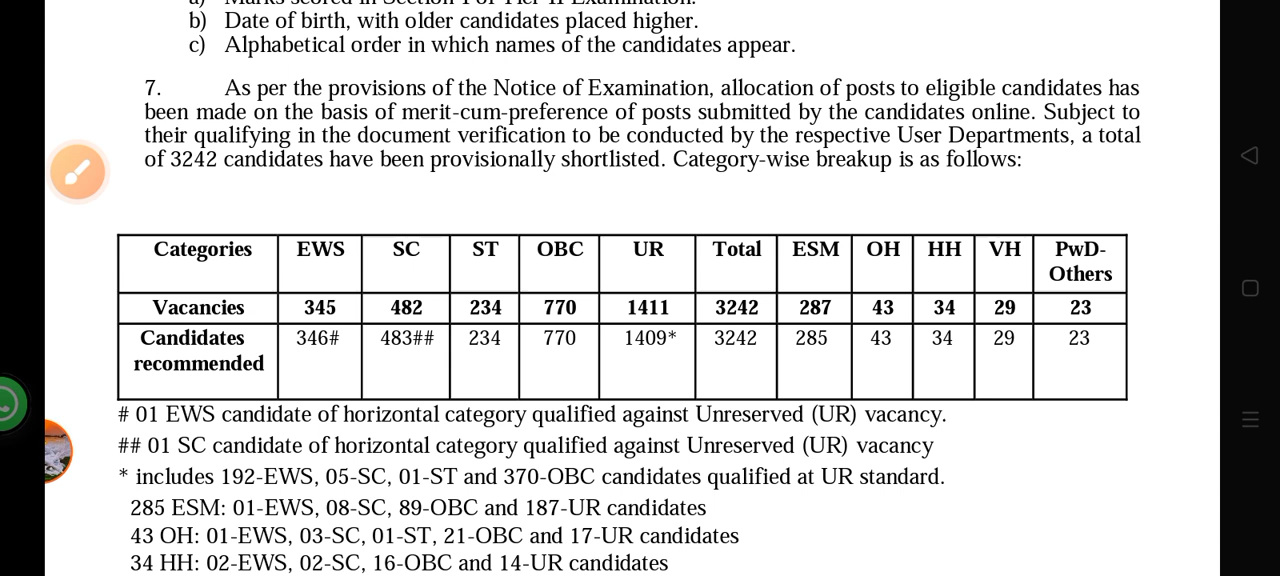 a) Marks scored in Section I of Tier-II Examination.
b) Date of birth, with older candidates placed higher.
c) Alphabetical order in which names of the candidates appear.
7. As per the provisions of the Notice of Examination, allocation of posts to eligible candidates has
been made on the basis of merit-cum-preference of posts submitted by the candidates online. Subject to
their qualifying in the document verification to be conducted by the respective User Departments, a total
of 3242 candidates have been provisionally shortlisted. Category-wise breakup is as follows:
Categories EWS SC ST OBC UR Total ESM OH HH VH PwD-
Others
Vacancies 345 482 234 770 1411 3242 287 43 34 29 23
Candidates 346# 483## 234 770 1409* 3242 285 43 34 29 23
recommended
# 01 EWS candidate of horizontal category qualified against Unreserved (UR) vacancy.
## 01 SC candidate of horizontal category qualified against Unreserved (UR) vacancy
* includes 192-EWS, 05-SC, 01-ST and 370-OBC candidates qualified at UR standard.
285 ESM: 01-EWS, 08-SC, 89-OBC and 187-UR candidates
43 OH: 01-EWS, 03-SC, 01-ST, 21-OBC and 17-UR candidates
34 HH: 02-EWS, 02-SC, 16-OBC and 14-UR candidates